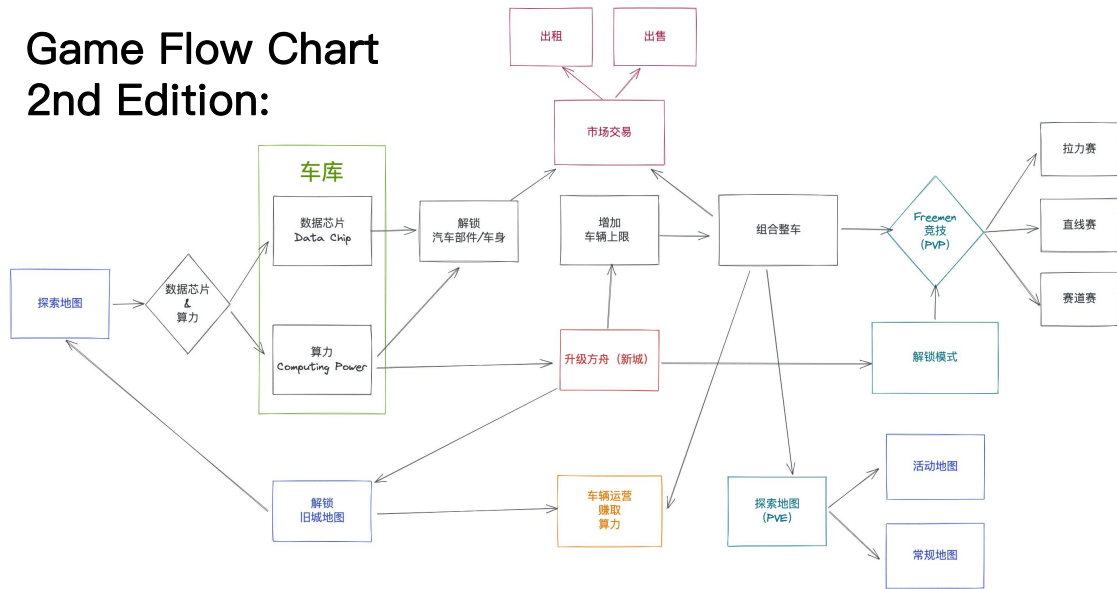 Game Flow Chart
2nd Edition:
出租
出售
市场交易
车库
数据芯片
Data Chip
解锁
汽车部件/车身
增加
车辆上限
组合整车
Freemen
竞技
(PVP)
拉力赛
直线赛
赛道赛
探索地图
数据芯片
&
算力
算力
Computing Power
升级方舟（新城）
解锁模式
解锁
旧城地图
车辆运营
赚取
算力
探索地图
(PVE)
活动地图
常规地图